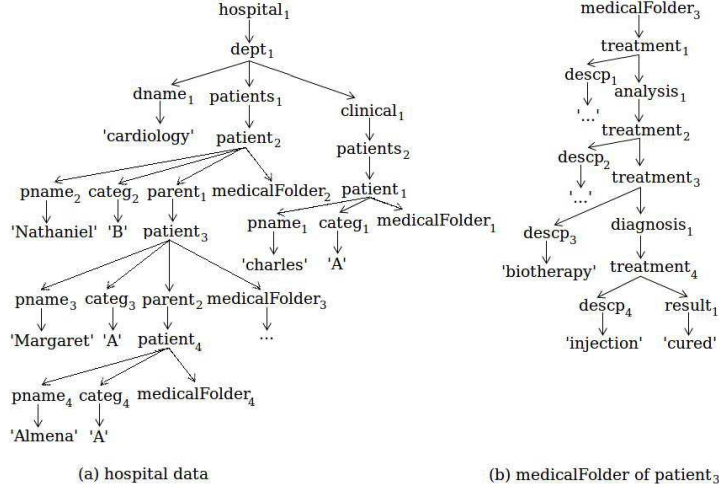 hospital1
dept1
dname1 patients1 clinical1
'cardiology' patient2 patients2
pname2 categ2 parent1 medicalFolder2 patient1
'Nathaniel' 'B' patient3 pname1 categ1 medicalFolder1
'charles' 'A'
pname3 categ3 parent2 medicalFolder3
'Margaret' 'A' patient4 ...
pname4 categ4 medicalFolder4
'Almena' 'A'
(a) hospital data
medicalFolder3
treatment1
descp1 analysis1
'...' treatment2
descp2 treatment3
'...'
descp3 diagnosis1
'biotherapy' treatment4
descp4 result1
'injection' 'cured'
(b) medicalFolder of patient3